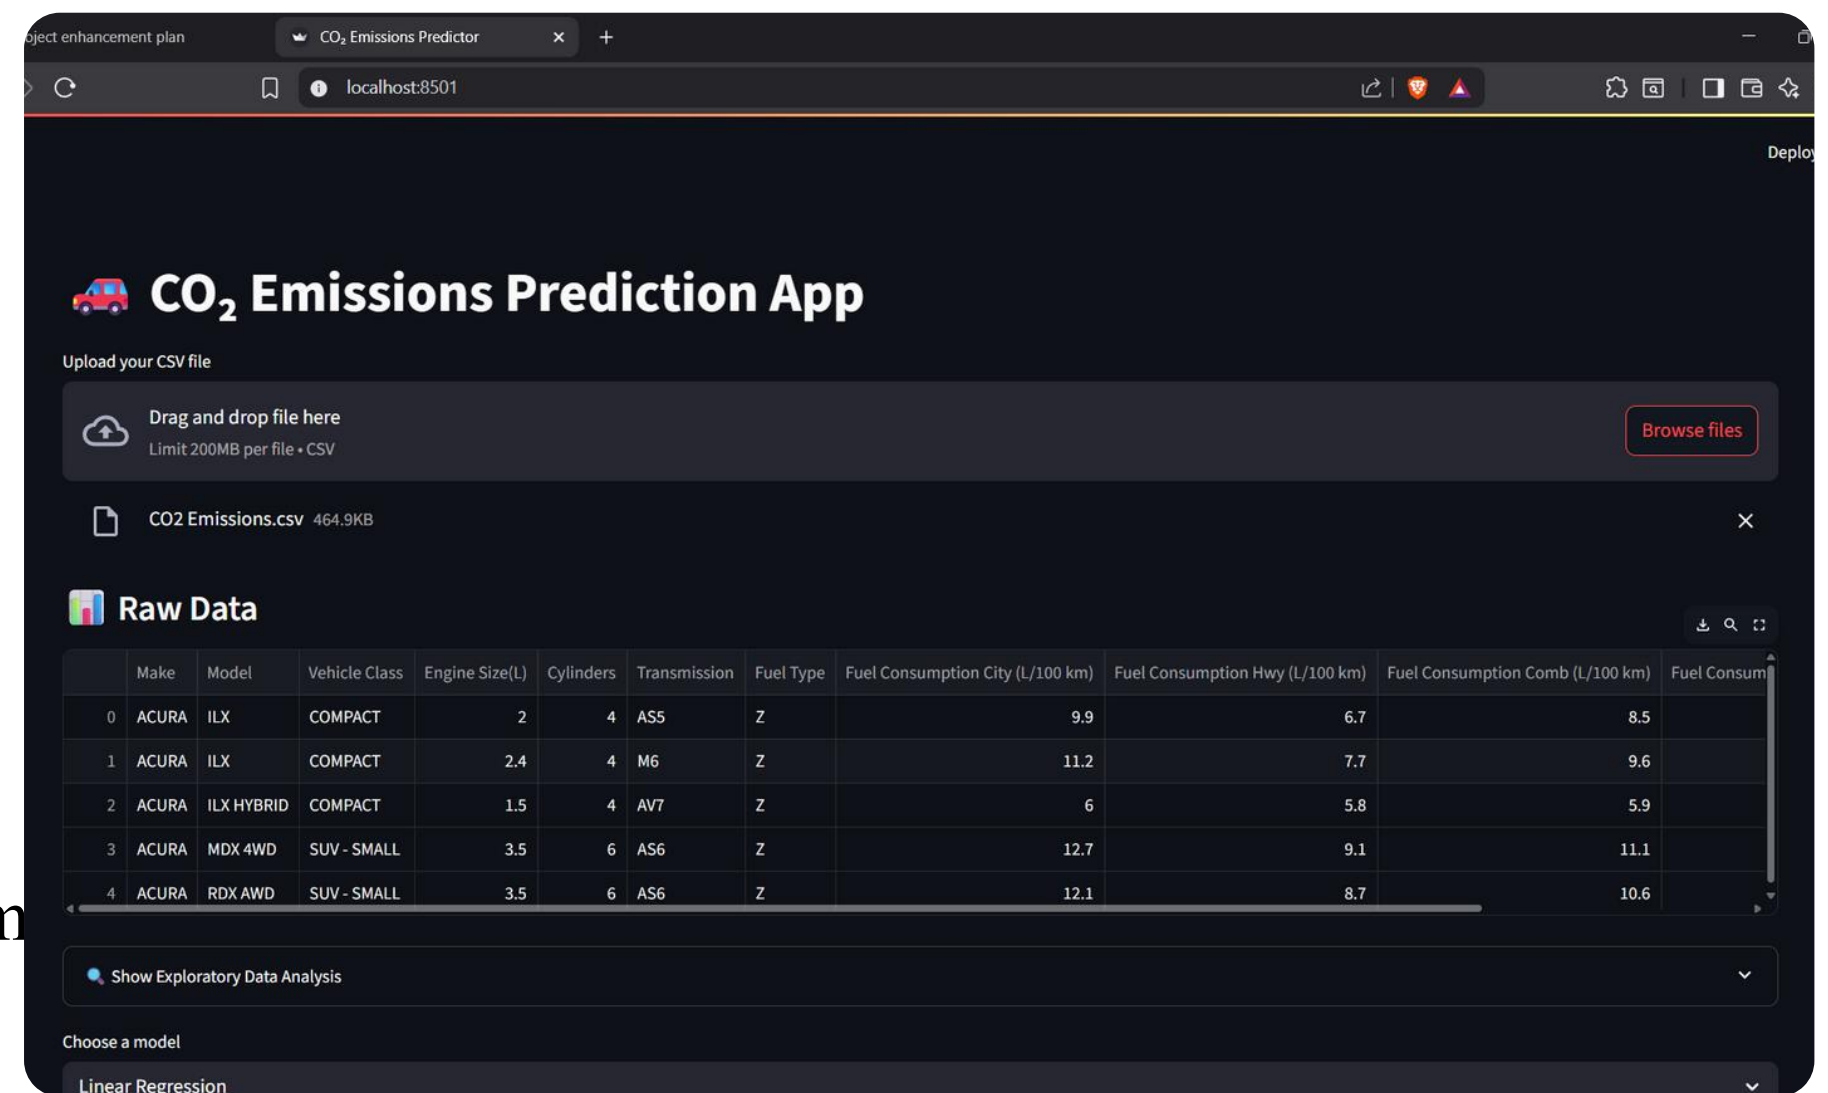 oject enhancement plan
CO₂ Emissions Predictor
localhost:8501
Deploy
CO₂ Emissions Prediction App
Upload your CSV file
Drag and drop file here
Limit 200MB per file • CSV
Browse files
CO2 Emissions.csv 464.9KB
Raw Data
Make Model Vehicle Class Engine Size(L) Cylinders Transmission Fuel Type Fuel Consumption City (L/100 km) Fuel Consumption Hwy (L/100 km) Fuel Consumption Comb (L/100 km) Fuel Consum
0 ACURA ILX COMPACT 2 4 AS5 Z 9.9 6.7 8.5
1 ACURA ILX COMPACT 2.4 4 M6 Z 11.2 7.7 9.6
2 ACURA ILX HYBRID COMPACT 1.5 4 AV7 Z 6 5.8 5.9
3 ACURA MDX 4WD SUV - SMALL 3.5 6 AS6 Z 12.7 9.1 11.1
4 ACURA RDX AWD SUV - SMALL 3.5 6 AS6 Z 12.1 8.7 10.6
m
Show Exploratory Data Analysis
Choose a model
Linear Regression